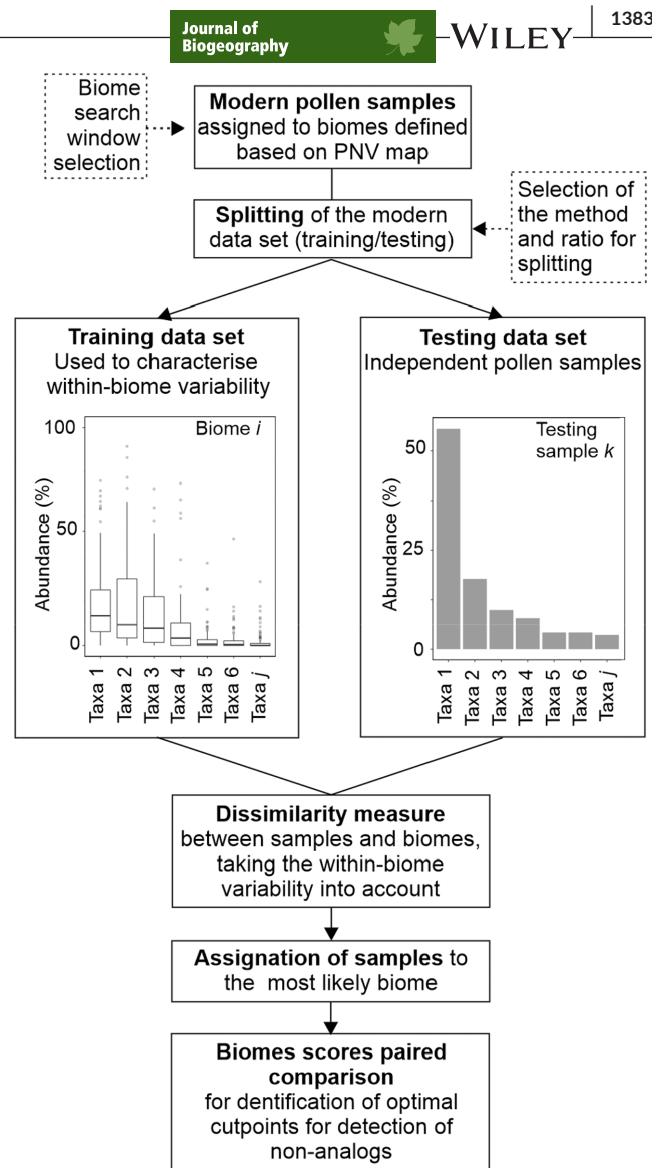 Journal of
Biogeography
WILEY
1383
Biome
search
window
selection
Modern pollen samples
assigned to biomes defined
based on PNV map
Splitting of the modern
data set (training/testing)
Selection of
the method
and ratio for
splitting
Training data set
Used to characterise
within-biome variability
Biome i
Abundance (%)
100
50
0
Taxa 1
Taxa 2
Taxa 3
Taxa 4
Taxa 5
Taxa 6
Taxa j
Testing data set
Independent pollen samples
Testing
sample k
Abundance (%)
50
25
0
Taxa 1
Taxa 2
Taxa 3
Taxa 4
Taxa 5
Taxa 6
Taxa j
Dissimilarity measure
between samples and biomes,
taking the within-biome
variability into account
Assignation of samples to
the most likely biome
Biomes scores paired
comparison
for dentification of optimal
cutpoints for detection of
non-analogs